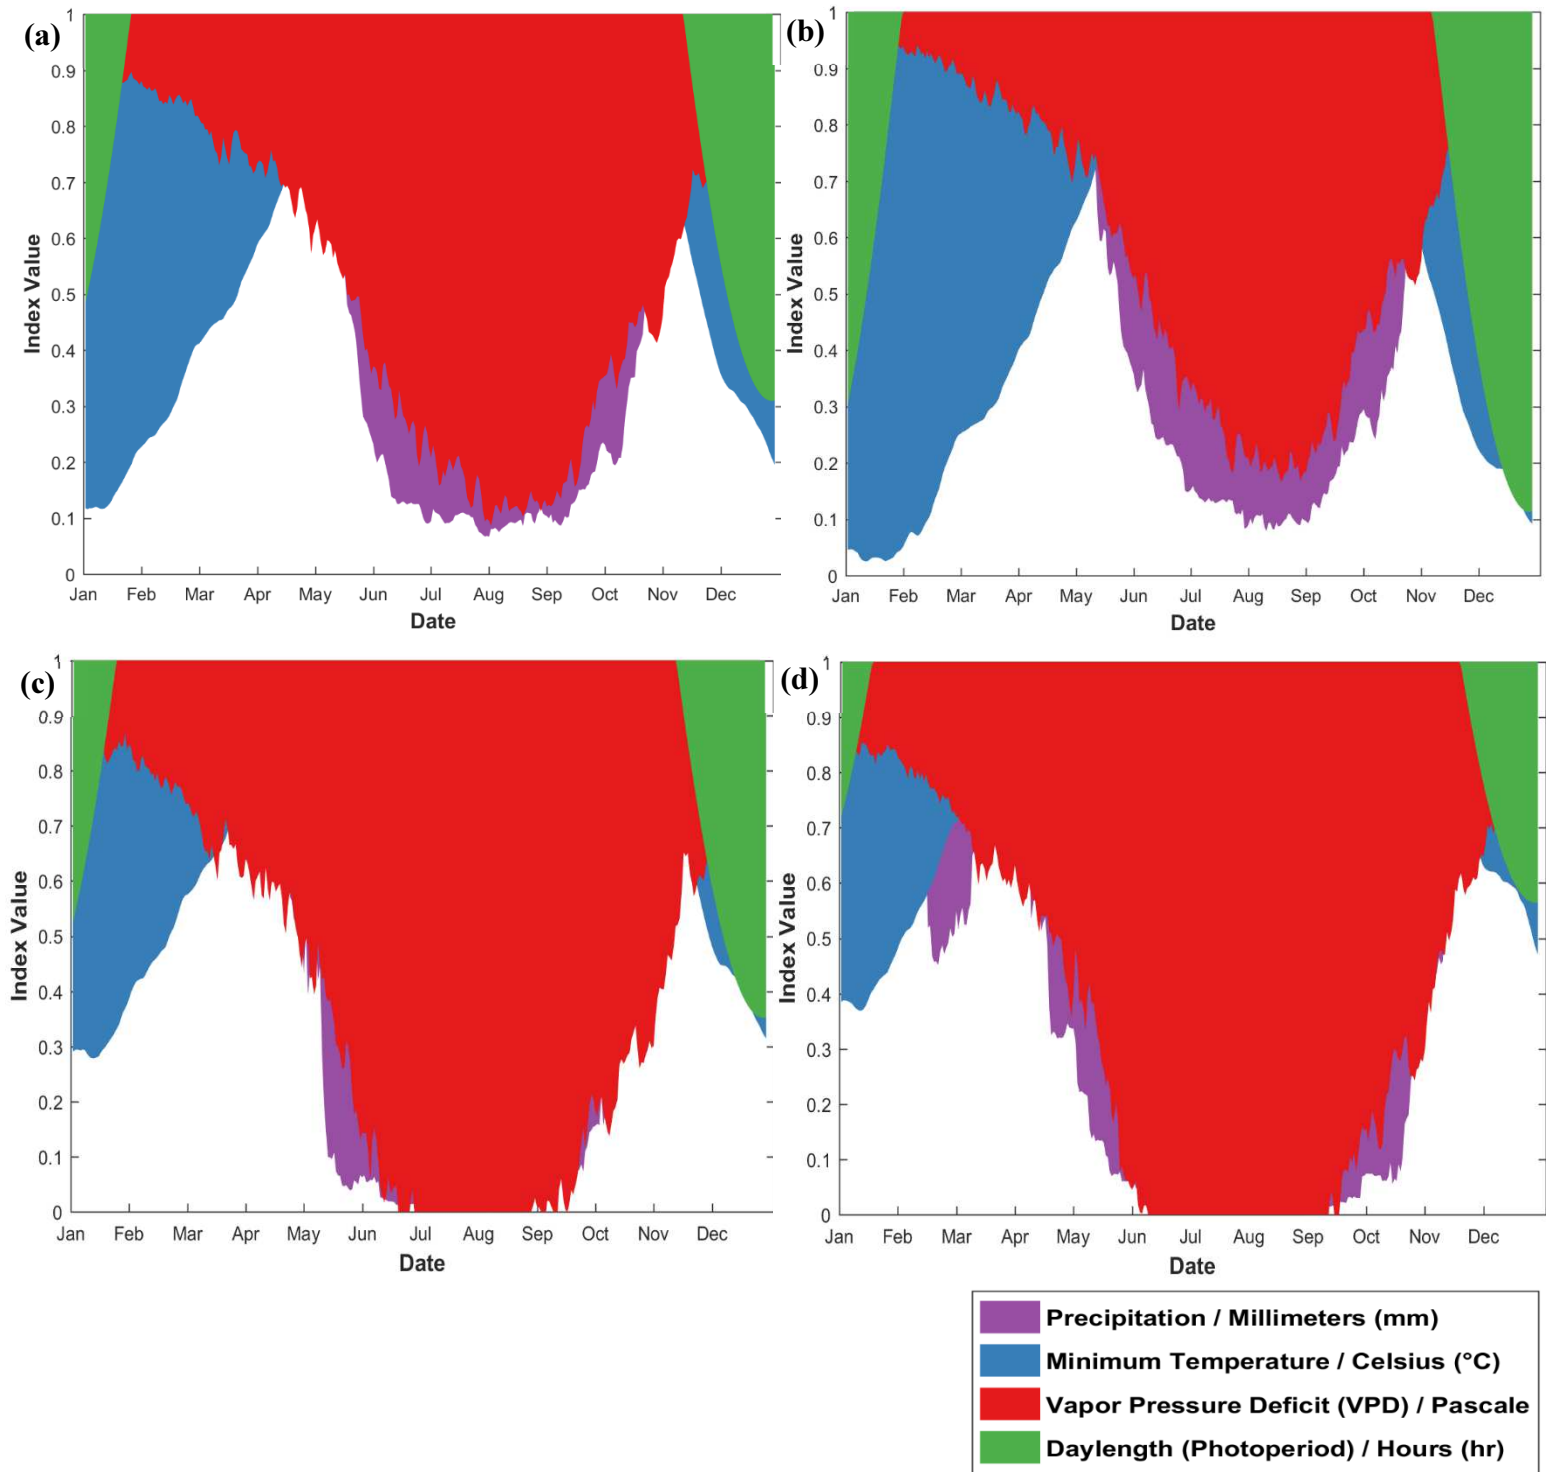 (a)
1
0.9
0.8
0.7
0.6
0.5
0.4
0.3
0.2
0.1
0
Index Value
Jan Feb Mar Apr May Jun Jul Aug Sep Oct Nov Dec
Date
(b)
1
0.9
0.8
0.7
0.6
0.5
0.4
0.3
0.2
0.1
0
Index Value
Jan Feb Mar Apr May Jun Jul Aug Sep Oct Nov Dec
Date
(c)
1
0.9
0.8
0.7
0.6
0.5
0.4
0.3
0.2
0.1
0
Index Value
Jan Feb Mar Apr May Jun Jul Aug Sep Oct Nov Dec
Date
(d)
1
0.9
0.8
0.7
0.6
0.5
0.4
0.3
0.2
0.1
0
Index Value
Jan Feb Mar Apr May Jun Jul Aug Sep Oct Nov Dec
Date
Precipitation / Millimeters (mm)
Minimum Temperature / Celsius (°C)
Vapor Pressure Deficit (VPD) / Pascale
Daylength (Photoperiod) / Hours (hr)